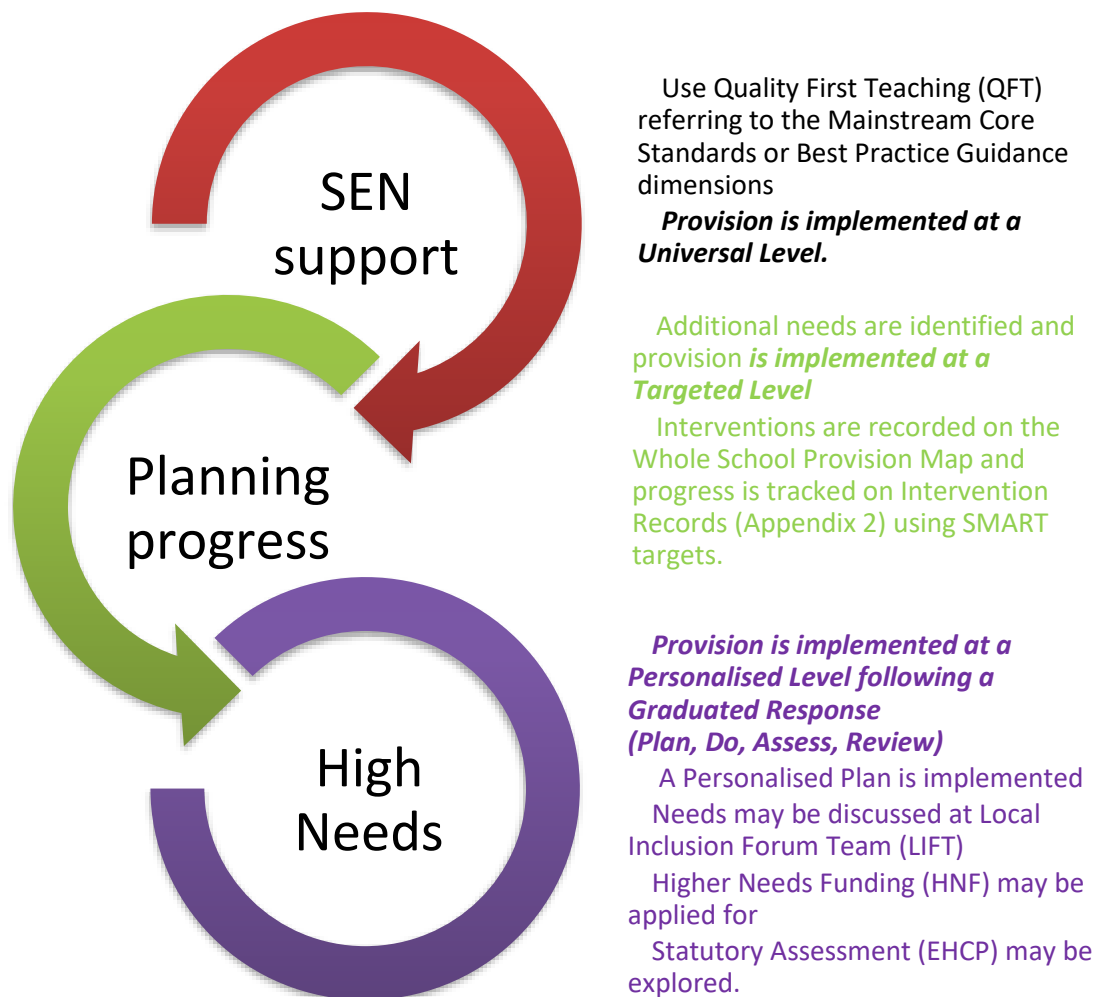 SEN
support
Use Quality First Teaching (QFT)
referring to the Mainstream Core
Standards or Best Practice Guidance
dimensions
Provision is implemented at a
Universal Level.
Planning
progress
Additional needs are identified and
provision is implemented at a
Targeted Level
Interventions are recorded on the
Whole School Provision Map and
progress is tracked on Intervention
Records (Appendix 2) using SMART
targets.
High
Needs
Provision is implemented at a
Personalised Level following a
Graduated Response
(Plan, Do, Assess, Review)
A Personalised Plan is implemented
Needs may be discussed at Local
Inclusion Forum Team (LIFT)
Higher Needs Funding (HNF) may be
applied for
Statutory Assessment (EHCP) may be
explored.